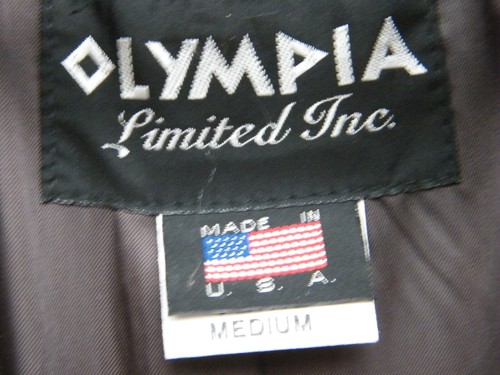 OLYMPIA
Limited Inc.
MADE IN
U. S. A.
MEDIUM